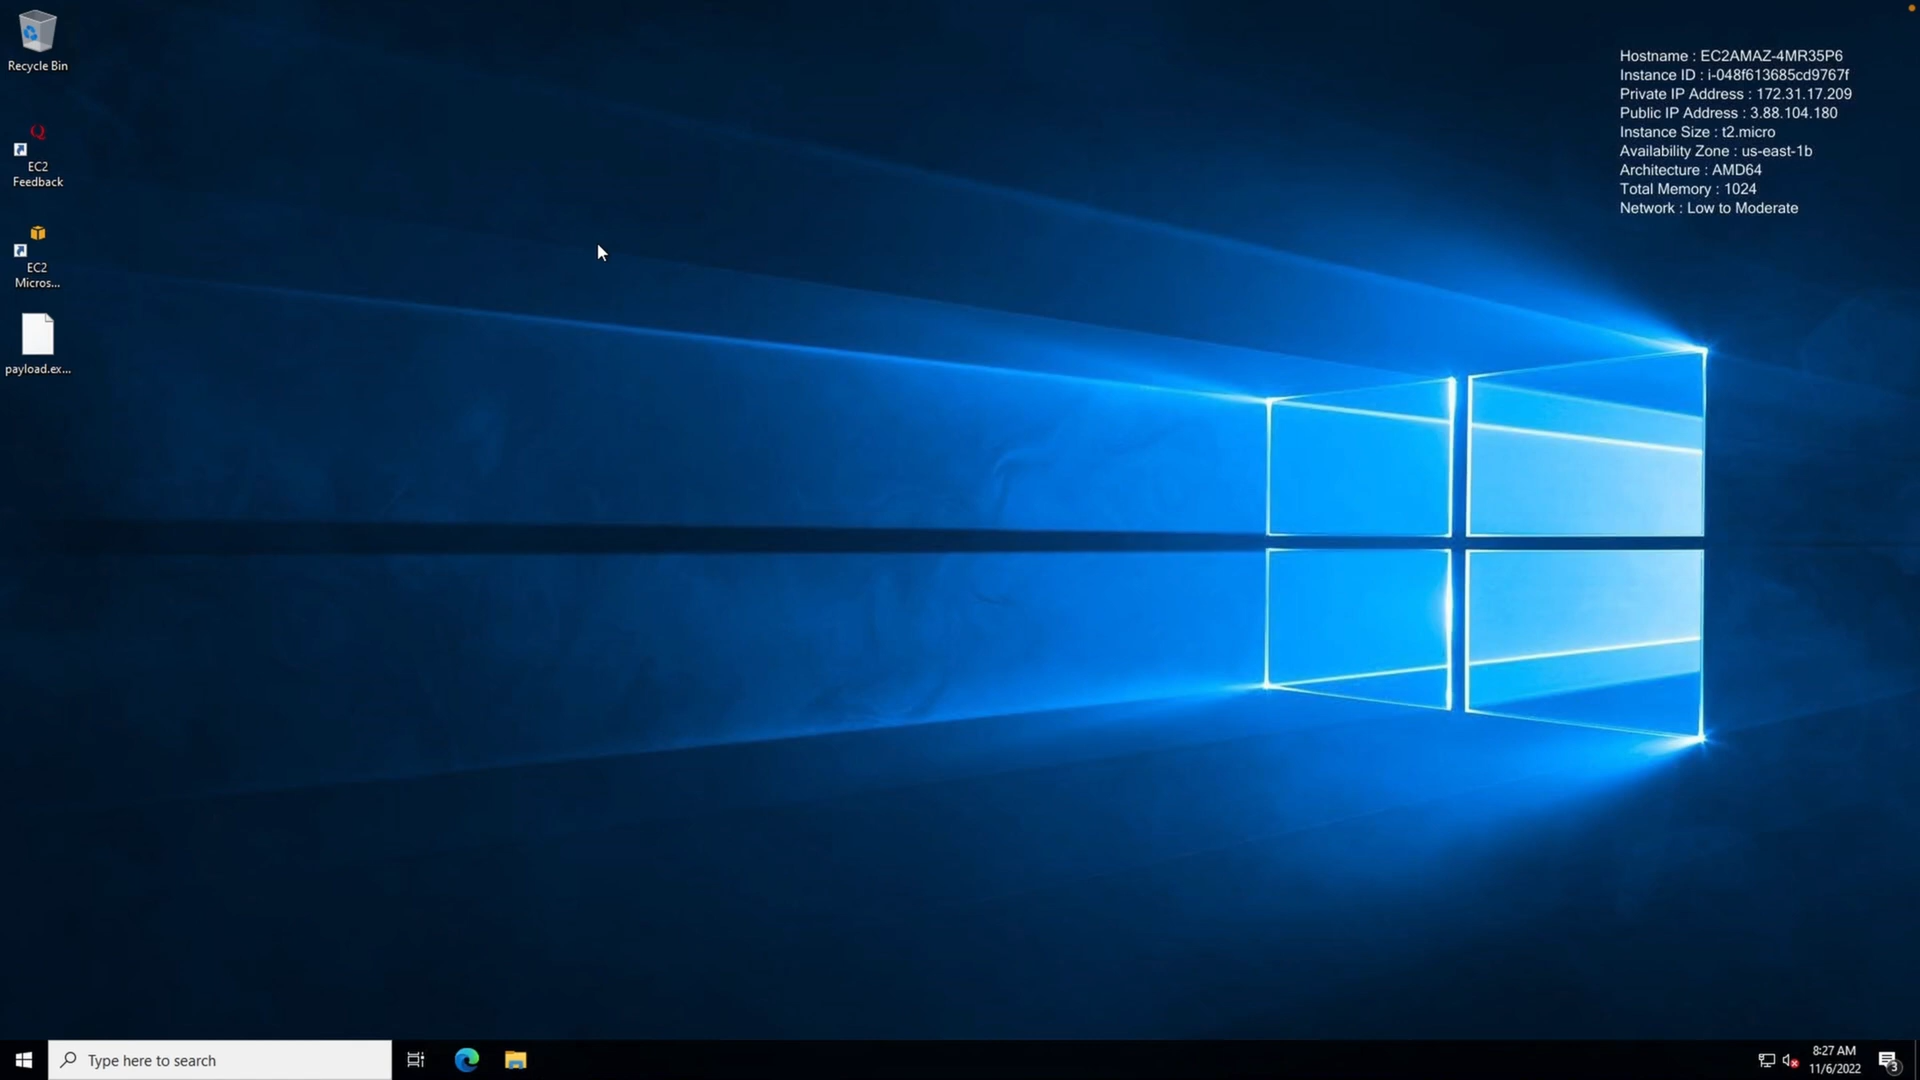 Recycle Bin
EC2
Feedback
EC2
Micros...
payload.ex...
Hostname : EC2AMAZ-4MR35P6
Instance ID : i-048f613685cd9767f
Private IP Address : 172.31.17.209
Public IP Address : 3.88.104.180
Instance Size : t2.micro
Availability Zone : us-east-1b
Architecture : AMD64
Total Memory : 1024
Network : Low to Moderate
Type here to search
8:27 AM
11/6/2022
3